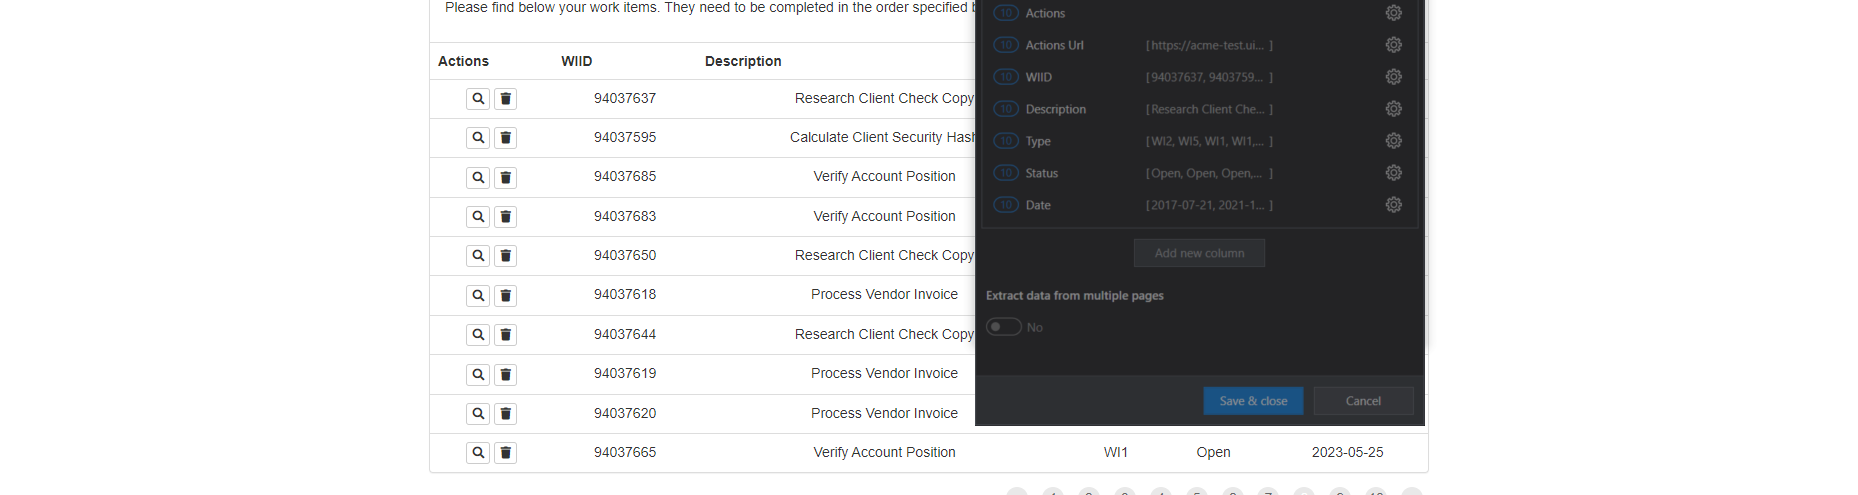 Please find below your work items. They need to be completed in the order specified b
Actions WIID Description
94037637 Research Client Check Copy
94037595 Calculate Client Security Hash
94037685 Verify Account Position
94037683 Verify Account Position
94037650 Research Client Check Copy
94037618 Process Vendor Invoice
94037644 Research Client Check Copy
94037619 Process Vendor Invoice
94037620 Process Vendor Invoice
94037665 Verify Account Position WI1 Open 2023-05-25
10 Actions
10 Actions Url [ https://acme-test.ui... ]
10 WIID [ 94037637, 9403759... ]
10 Description [ Research Client Che... ]
10 Type [ WI2, WI5, WI1, WI1,... ]
10 Status [ Open, Open, Open,... ]
10 Date [ 2017-07-21, 2021-1... ]
Add new column
Extract data from multiple pages
No
Save & close Cancel